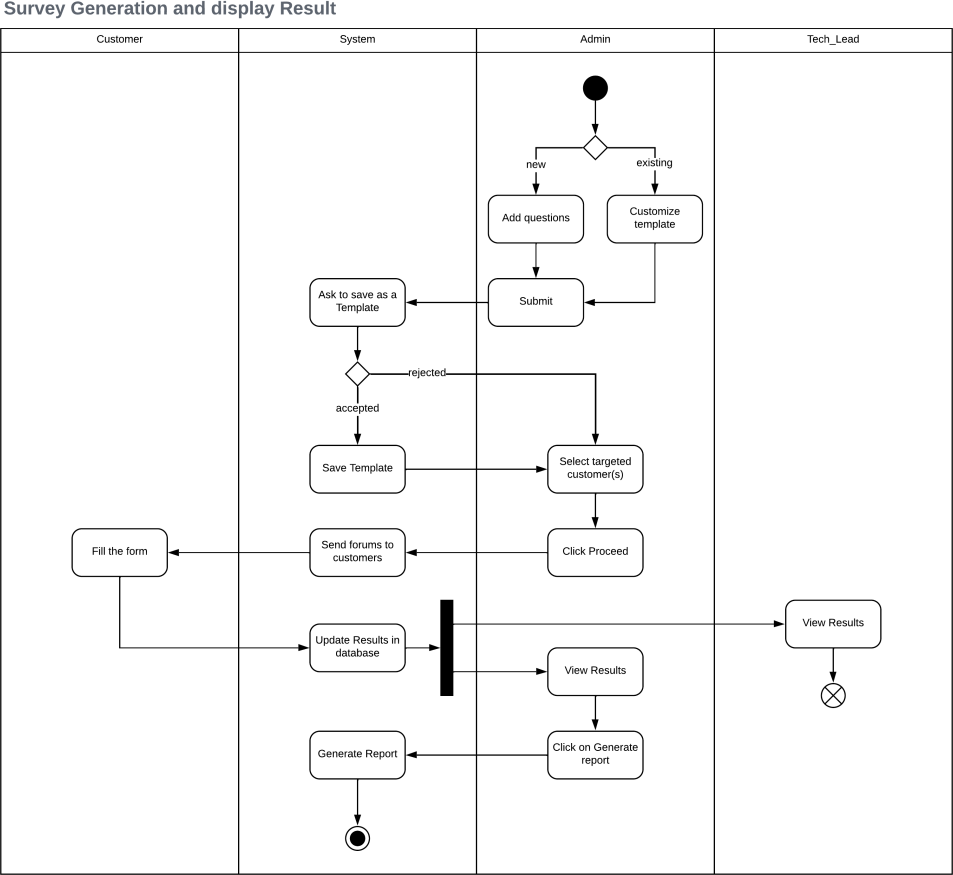 Survey Generation and display Result
Customer
System
Admin
Tech_Lead
new
existing
Add questions
Customize
template
Ask to save as a
Template
Submit
rejected
accepted
Save Template
Select targeted
customer(s)
Fill the form
Send forums to
customers
Click Proceed
Update Results in
database
View Results
View Results
Generate Report
Click on Generate
report